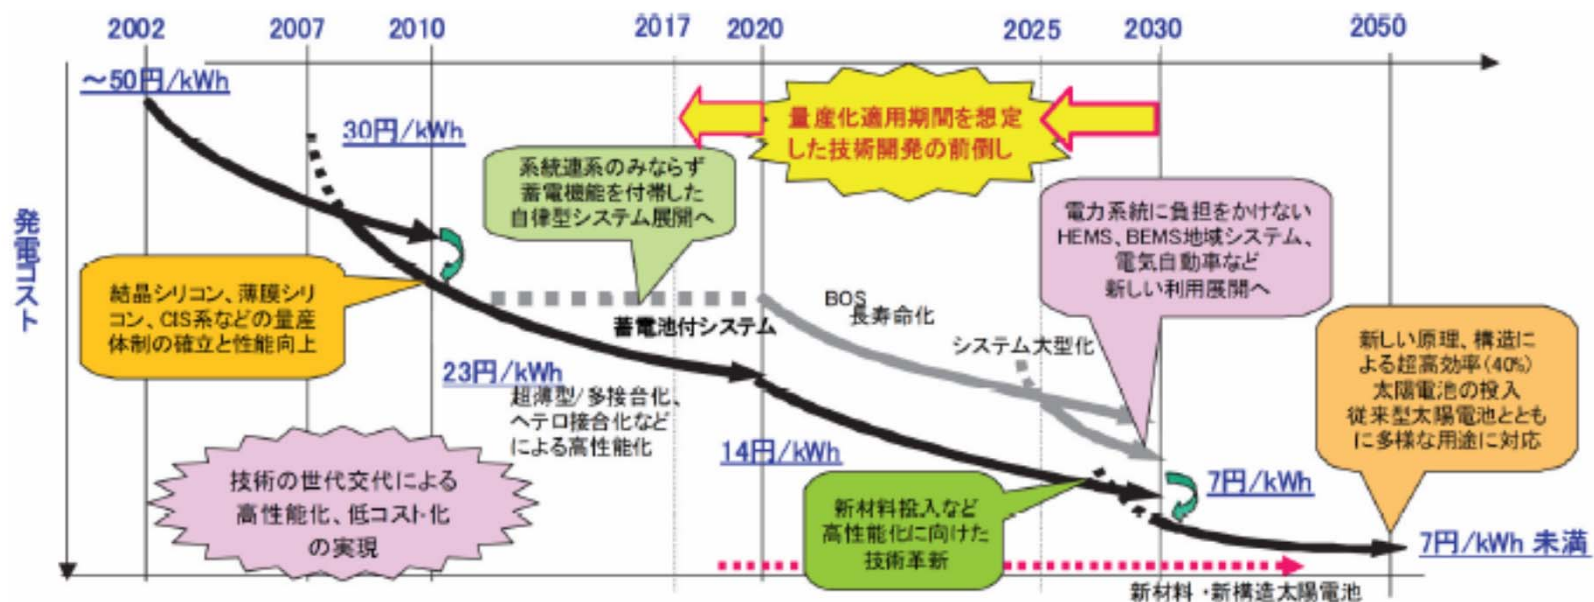 2002
2007
2010
2017
2020
2025
2030
2050
～50円/kWh
30円/kWh
量産化適用期間を想定
した技術開発の前倒し
系統連系のみならず
蓄電機能を付帯した
自律型システム展開へ
電力系統に負担をかけない
HEMS、BEMS地域システム、
電気自動車など
新しい利用展開へ
発電コスト
結晶シリコン、薄膜シリ
コン、CIS系などの量産
体制の確立と性能向上
蓄電池付システム
BOS
長寿命化
システム大型化
新しい原理、構造に
よる超高効率(40%)
太陽電池の投入
従来型太陽電池ととも
に多様な用途に対応
23円/kWh
超薄型/多接合化、
ヘテロ接合化など
による高性能化
14円/kWh
技術の世代交代による
高性能化、低コスト化
の実現
新材料投入など
高性能化に向けた
技術革新
7円/kWh
7円/kWh 未満
新材料・新構造太陽電池